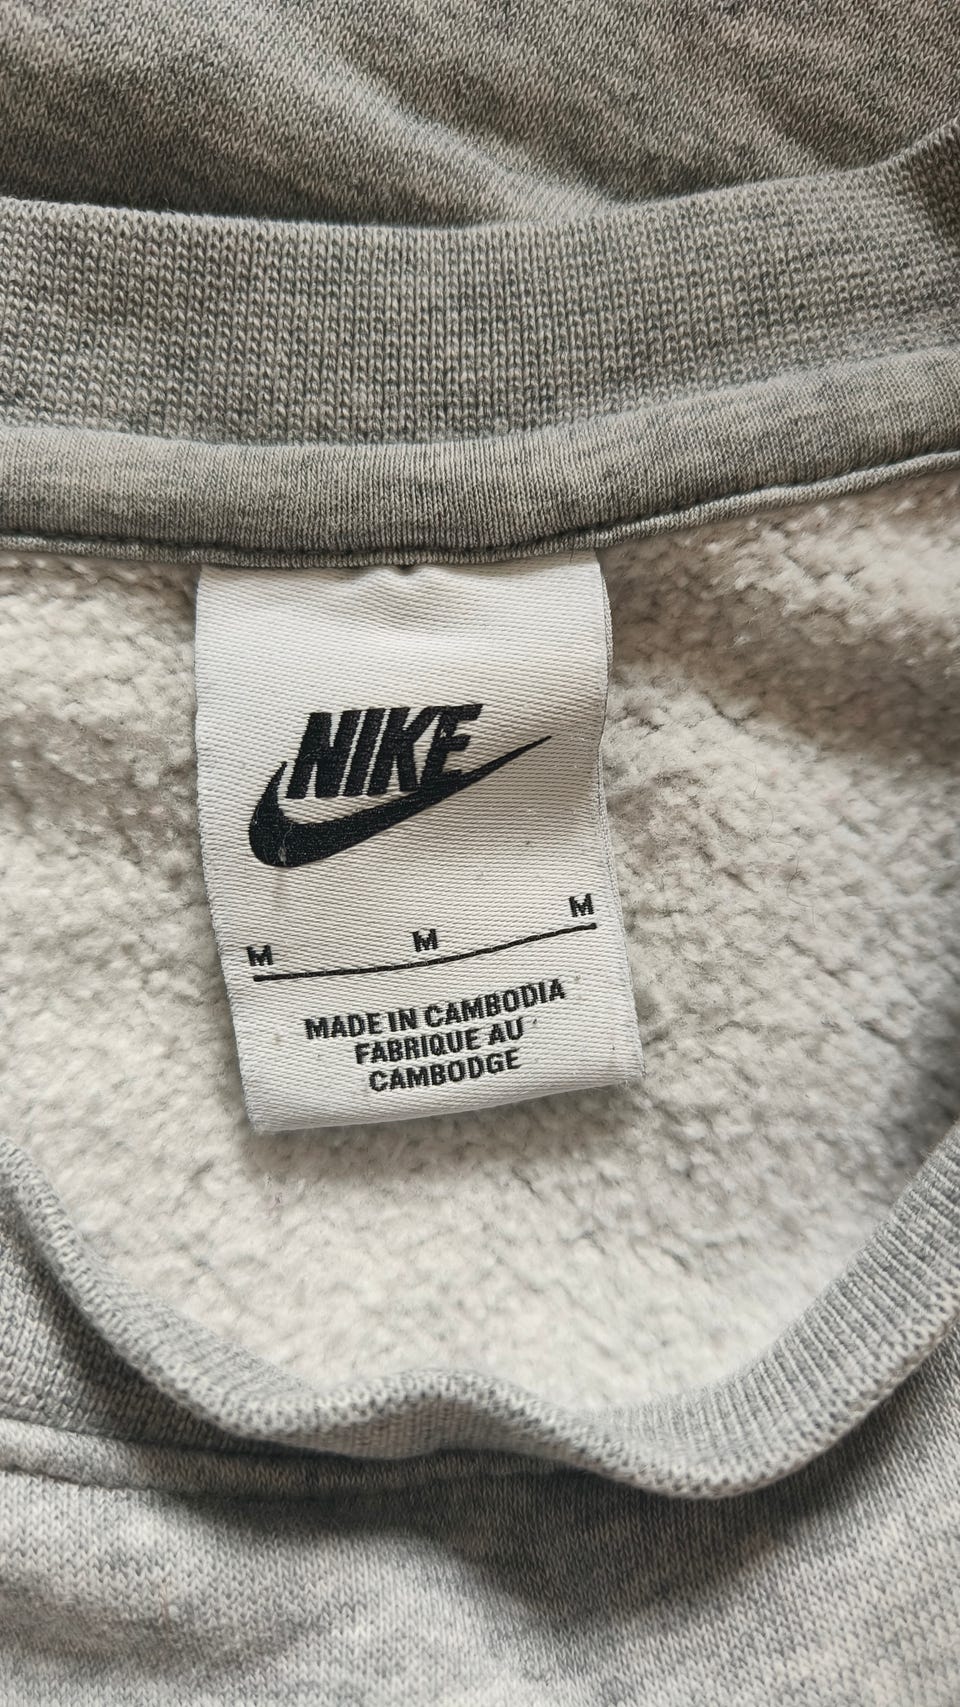 NIKE
M M M
MADE IN CAMBODIA
FABRIQUE AU
CAMBODGE